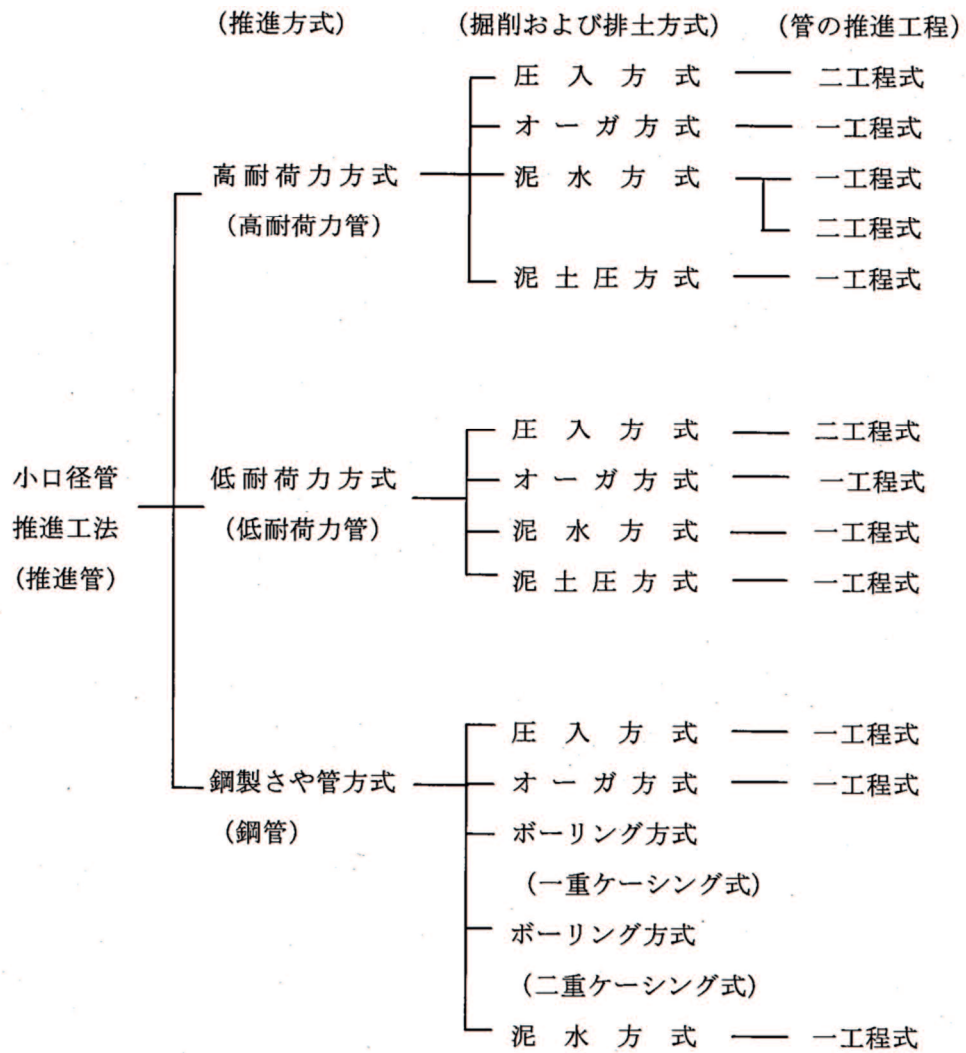 (推進方式) (掘削および排土方式) (管の推進工程)
圧入方式 二工程式
オーガ方式 一工程式
高耐荷力方式 泥水方式 一工程式
(高耐荷力管) 二工程式
泥土圧方式 一工程式
圧入方式 二工程式
小口径管 低耐荷力方式 オーガ方式 一工程式
推進工法 (低耐荷力管) 泥水方式 一工程式
(推進管) 泥土圧方式 一工程式
圧入方式 一工程式
鋼製さや管方式 オーガ方式 一工程式
(鋼管) ボーリング方式
(一重ケーシング式)
ボーリング方式
(二重ケーシング式)
泥水方式 一工程式